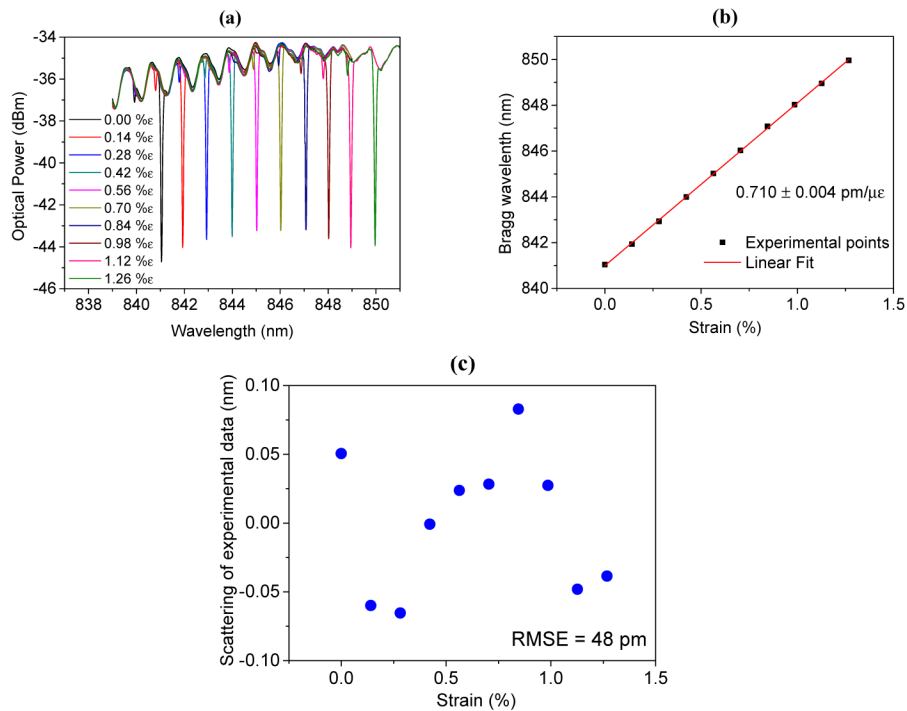 (a)
Optical Power (dBm)
-34
-36
-38
-40
-42
-44
-46
0.00 %ε
0.14 %ε
0.28 %ε
0.42 %ε
0.56 %ε
0.70 %ε
0.84 %ε
0.98 %ε
1.12 %ε
1.26 %ε
838 840 842 844 846 848 850
Wavelength (nm)
(b)
Bragg wavelenth (nm)
850
848
846
844
842
840
0.710 ± 0.004 pm/με
Experimental points
Linear Fit
0.0 0.5 1.0 1.5
Strain (%)
(c)
Scattering of experimental data (nm)
0.10
0.05
0.00
-0.05
-0.10
RMSE = 48 pm
0.0 0.5 1.0 1.5
Strain (%)